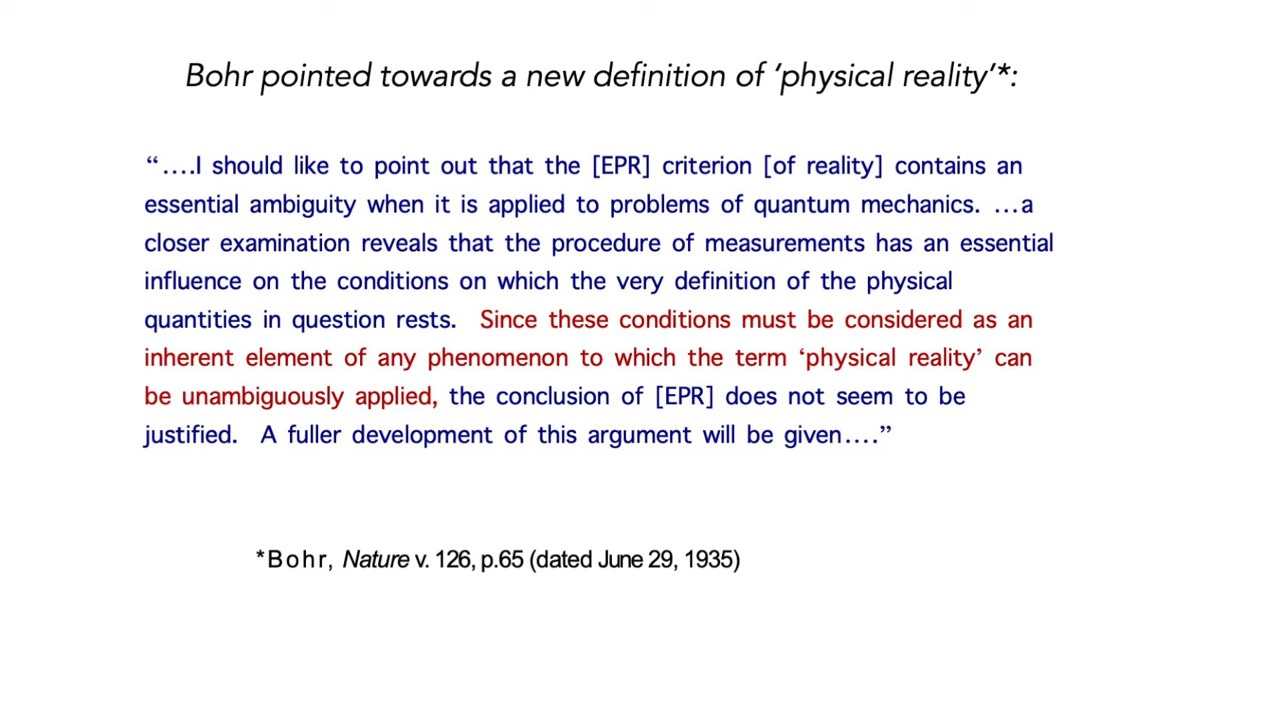 Bohr pointed towards a new definition of ‘physical reality’*:
“....I should like to point out that the [EPR] criterion [of reality] contains an
essential ambiguity when it is applied to problems of quantum mechanics. ...a
closer examination reveals that the procedure of measurements has an essential
influence on the conditions on which the very definition of the physical
quantities in question rests. Since these conditions must be considered as an
inherent element of any phenomenon to which the term ‘physical reality’ can
be unambiguously applied, the conclusion of [EPR] does not seem to be
justified. A fuller development of this argument will be given....”
*Bohr, Nature v. 126, p.65 (dated June 29, 1935)